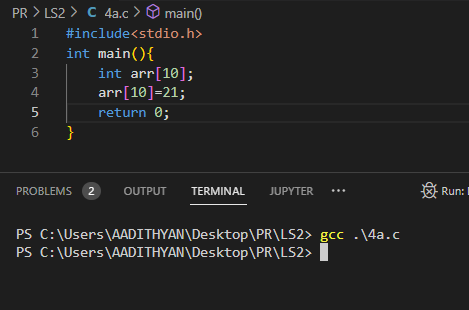 PR > LS2 > C 4a.c > main()
1 #include<stdio.h>
2 int main(){
3     int arr[10];
4     arr[10]=21;
5     return 0;
6 }
PROBLEMS 2 OUTPUT TERMINAL JUPYTER ··· Run:
PS C:\Users\AADITHYAN\Desktop\PR\LS2> gcc .\4a.c
PS C:\Users\AADITHYAN\Desktop\PR\LS2>